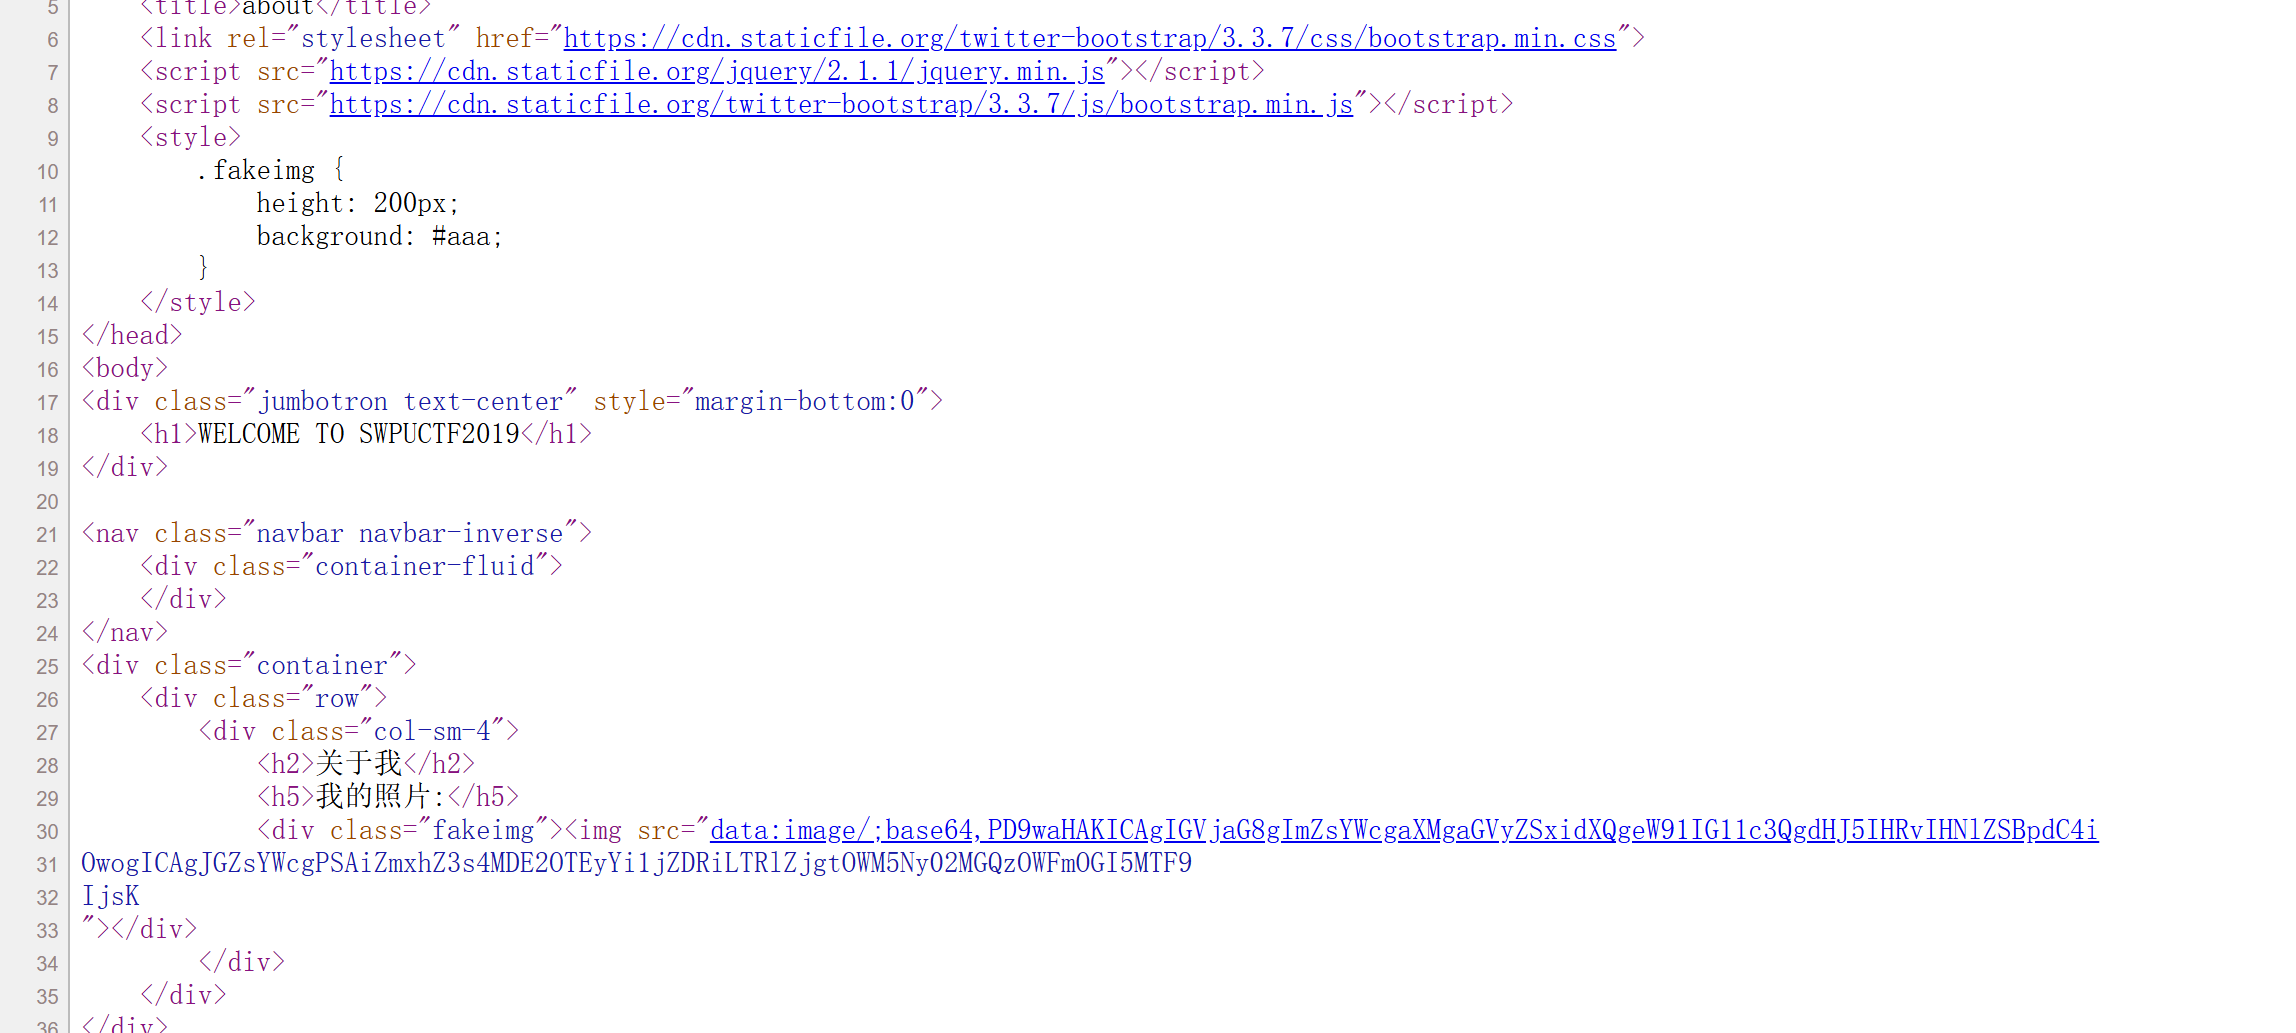 5 <title>about</title>
6 <link rel="stylesheet" href="https://cdn.staticfile.org/twitter-bootstrap/3.3.7/css/bootstrap.min.css">
7 <script src="https://cdn.staticfile.org/jquery/2.1.1/jquery.min.js"></script>
8 <script src="https://cdn.staticfile.org/twitter-bootstrap/3.3.7/js/bootstrap.min.js"></script>
9 <style>
10 .fakeimg {
11 height: 200px;
12 background: #aaa;
13 }
14 </style>
15 </head>
16 <body>
17 <div class="jumbotron text-center" style="margin-bottom:0">
18 <h1>WELCOME TO SWPUCTF2019</h1>
19 </div>
20
21 <nav class="navbar navbar-inverse">
22 <div class="container-fluid">
23 </div>
24 </nav>
25 <div class="container">
26 <div class="row">
27 <div class="col-sm-4">
28 <h2>关于我</h2>
29 <h5>我的照片:</h5>
30 <div class="fakeimg"><img src="data:image/;base64,PD9waHAKICAgIGVjaG8gImZsYWcgaXMgaGVyZSxidXQgeW91IG11c3QgdHJ5IHRvIHNlZSBpdC4i
31 OwogICAgJGZsYWcgPSAiZmxhZ3s4MDE2OTEyYi1jZDRiLTRlZjgtOWM5Ny02MGQzOWFmOGI5MTF9
32 IjsK
33 "></div>
34 </div>
35 </div>
36 </div>